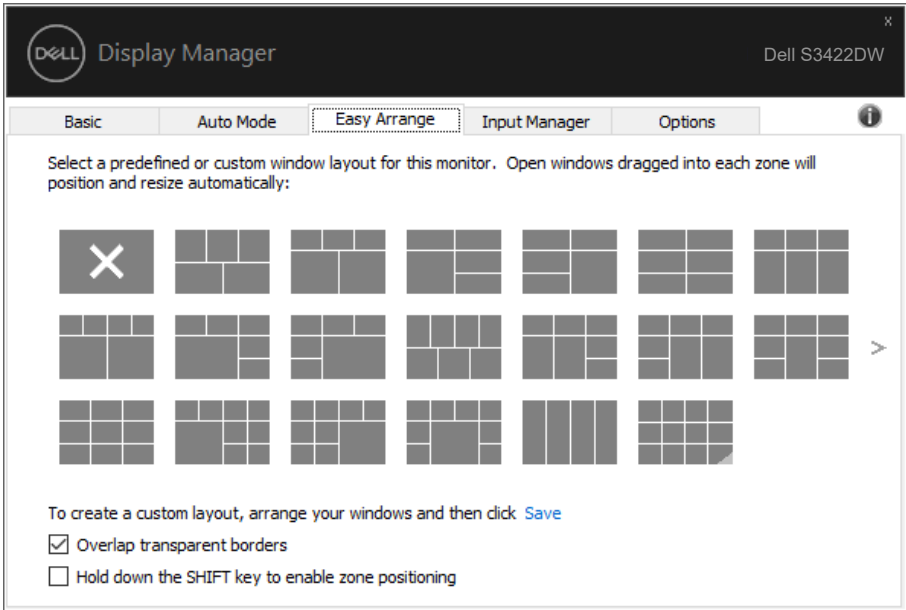 x
DELL Display Manager
Dell S3422DW
Basic Auto Mode Easy Arrange Input Manager Options
Select a predefined or custom window layout for this monitor.  Open windows dragged into each zone will
position and resize automatically:
>
To create a custom layout, arrange your windows and then click Save
Overlap transparent borders
Hold down the SHIFT key to enable zone positioning